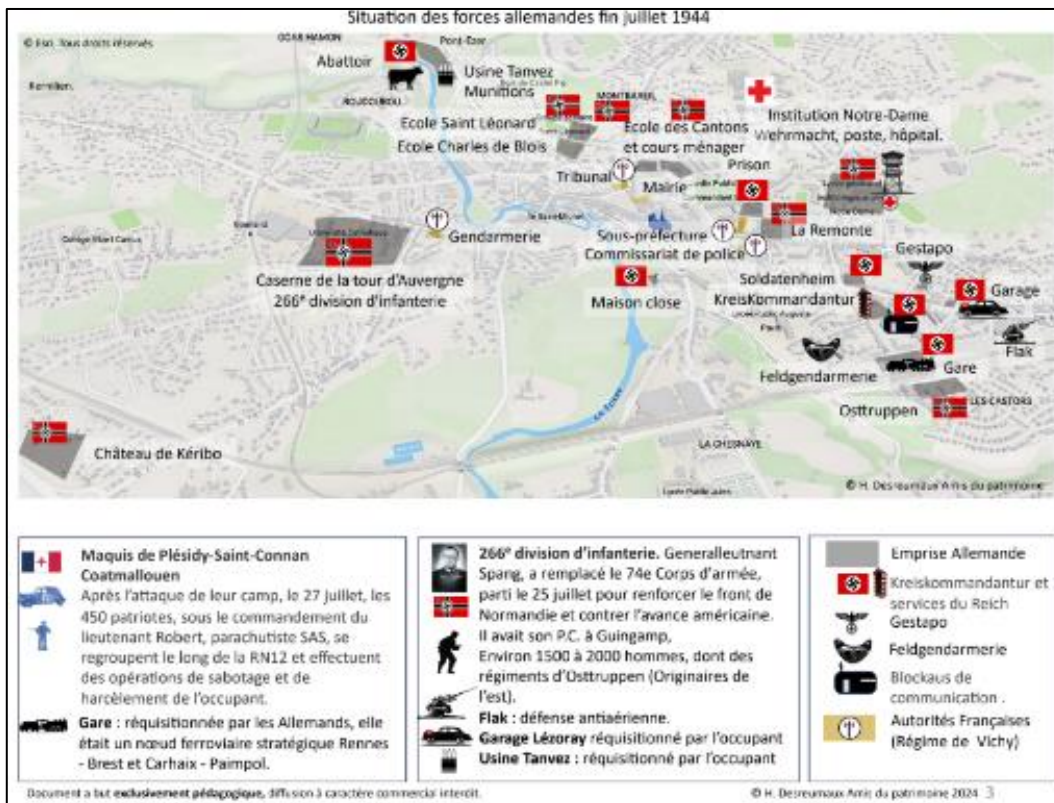 Situation des forces allemandes fin juillet 1944
© Esri. Tous droits réservés
Pont-Ezer
Abattoir
Usine Tanvez
Munitions
MONTBAREIL
Ecole Saint Léonard
Ecole Charles de Blois
Ecole des Cantons
et cours ménager
Institution Notre-Dame
Wehrmacht, poste, hôpital.
Prison
Tribunal
Mairie
Gendarmerie
Sous-préfecture
Commissariat de police
La Remonte
Caserne de la tour d'Auvergne
266e division d'infanterie
Maison close
Gestapo
Soldatenheim
KreisKommandantur
Garage
Flak
Feldgendarmerie
Gare
Osttruppen
LES CASTORS
Château de Kéribo
LA CHESNAYE
© H. Desreumaux Amis du patrimoine
Maquis de Plésidy-Saint-Connan
Coatmallouen
Après l'attaque de leur camp, le 27 juillet, les
450 patriotes, sous le commandement du
lieutenant Robert, parachutiste SAS, se
regroupent le long de la RN12 et effectuent
des opérations de sabotage et de
harcèlement de l'occupant.
Gare : réquisitionnée par les Allemands, elle
était un nœud ferroviaire stratégique Rennes
- Brest et Carhaix - Paimpol.
266e division d'infanterie. Generalleutnant
Spang, a remplacé le 74e Corps d'armée,
parti le 25 juillet pour renforcer le front de
Normandie et contrer l'avance américaine.
Il avait son P.C. à Guingamp,
Environ 1500 à 2000 hommes, dont des
régiments d'Osttruppen (Originaires de
l'est).
Flak : défense antiaérienne.
Garage Lézoray réquisitionné par l'occupant
Usine Tanvez : réquisitionné par l'occupant
Emprise Allemande
Kreiskommandantur et
services du Reich
Gestapo
Feldgendarmerie
Blockaus de
communication .
Autorités Françaises
(Régime de Vichy)
Document a but exclusivement pédagogique, diffusion à caractère commercial interdit.
© H. Desreumaux Amis du patrimoine 2024 3